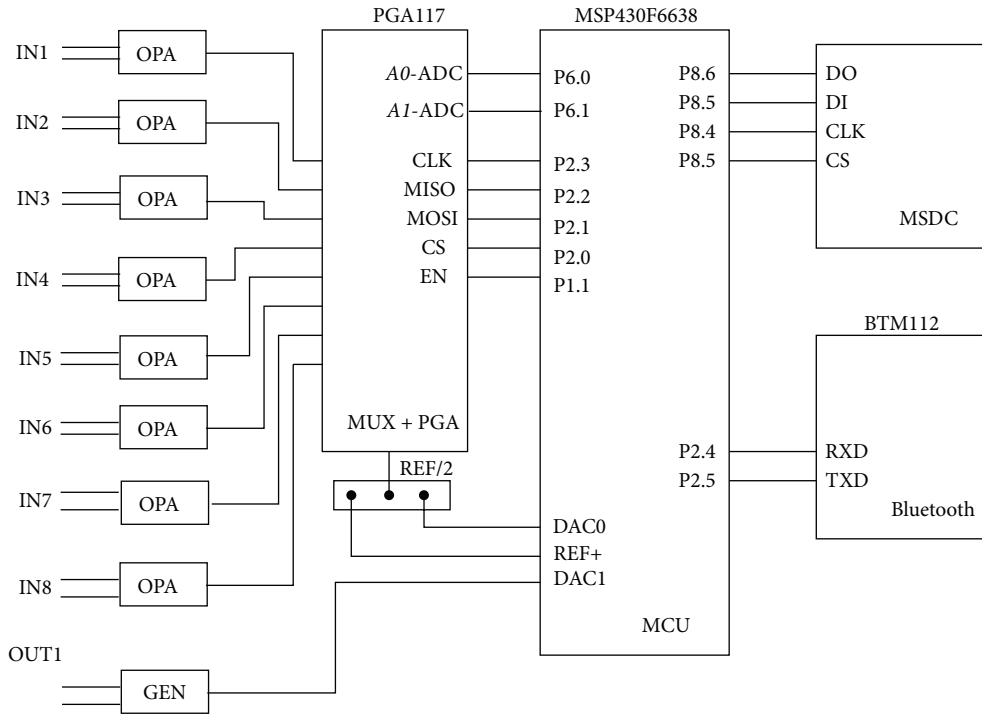 PGA117
MSP430F6638
IN1
OPA
IN2
OPA
IN3
OPA
IN4
OPA
IN5
OPA
IN6
OPA
IN7
OPA
IN8
OPA
OUT1
GEN
A0-ADC
A1-ADC
CLK
MISO
MOSI
CS
EN
MUX + PGA
REF/2
P6.0
P6.1
P2.3
P2.2
P2.1
P2.0
P1.1
DAC0
REF+
DAC1
MCU
P8.6
P8.5
P8.4
P8.5
P2.4
P2.5
DO
DI
CLK
CS
MSDC
BTM112
RXD
TXD
Bluetooth